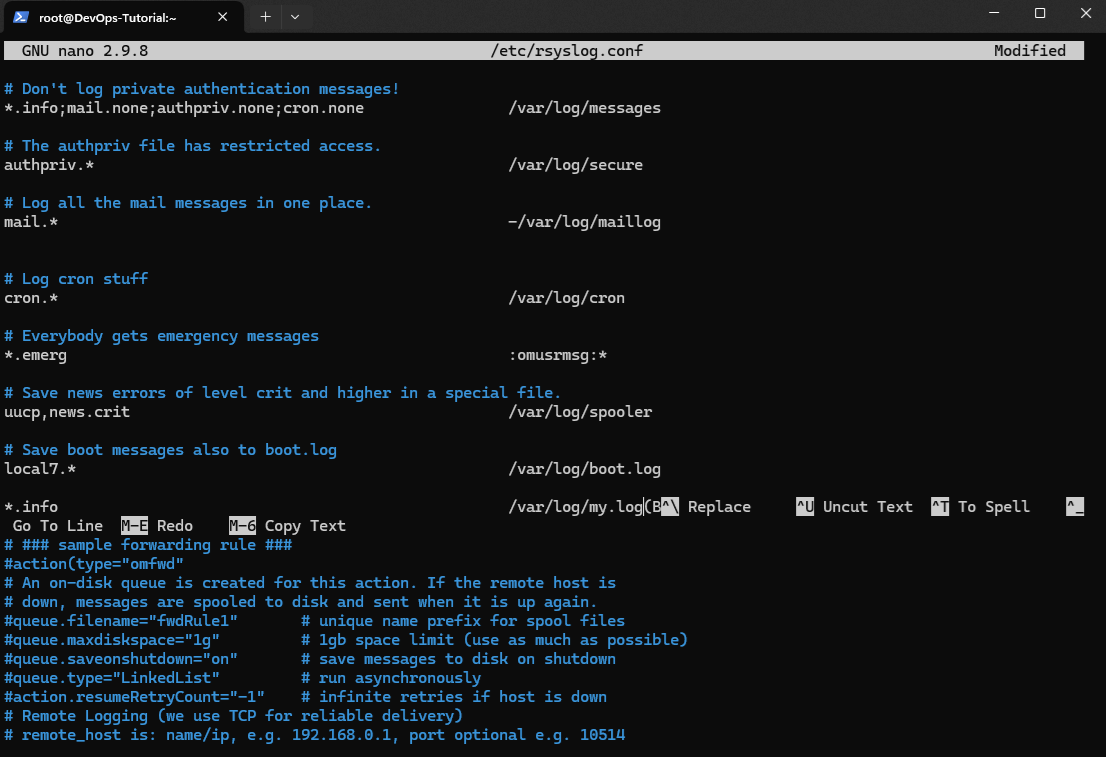 root@DevOps-Tutorial:~
GNU nano 2.9.8 /etc/rsyslog.conf Modified
# Don't log private authentication messages!
*.info;mail.none;authpriv.none;cron.none /var/log/messages
# The authpriv file has restricted access.
authpriv.* /var/log/secure
# Log all the mail messages in one place.
mail.* -/var/log/maillog
# Log cron stuff
cron.* /var/log/cron
# Everybody gets emergency messages
*.emerg :omusrmsg:*
# Save news errors of level crit and higher in a special file.
uucp,news.crit /var/log/spooler
# Save boot messages also to boot.log
local7.* /var/log/boot.log
*.info /var/log/my.log(B^\ Replace ^U Uncut Text ^T To Spell ^_
Go To Line M-E Redo M-6 Copy Text
# ### sample forwarding rule ###
#action(type="omfwd"
# An on-disk queue is created for this action. If the remote host is
# down, messages are spooled to disk and sent when it is up again.
#queue.filename="fwdRule1" # unique name prefix for spool files
#queue.maxdiskspace="1g" # 1gb space limit (use as much as possible)
#queue.saveonshutdown="on" # save messages to disk on shutdown
#queue.type="LinkedList" # run asynchronously
#action.resumeRetryCount="-1" # infinite retries if host is down
# Remote Logging (we use TCP for reliable delivery)
# remote_host is: name/ip, e.g. 192.168.0.1, port optional e.g. 10514